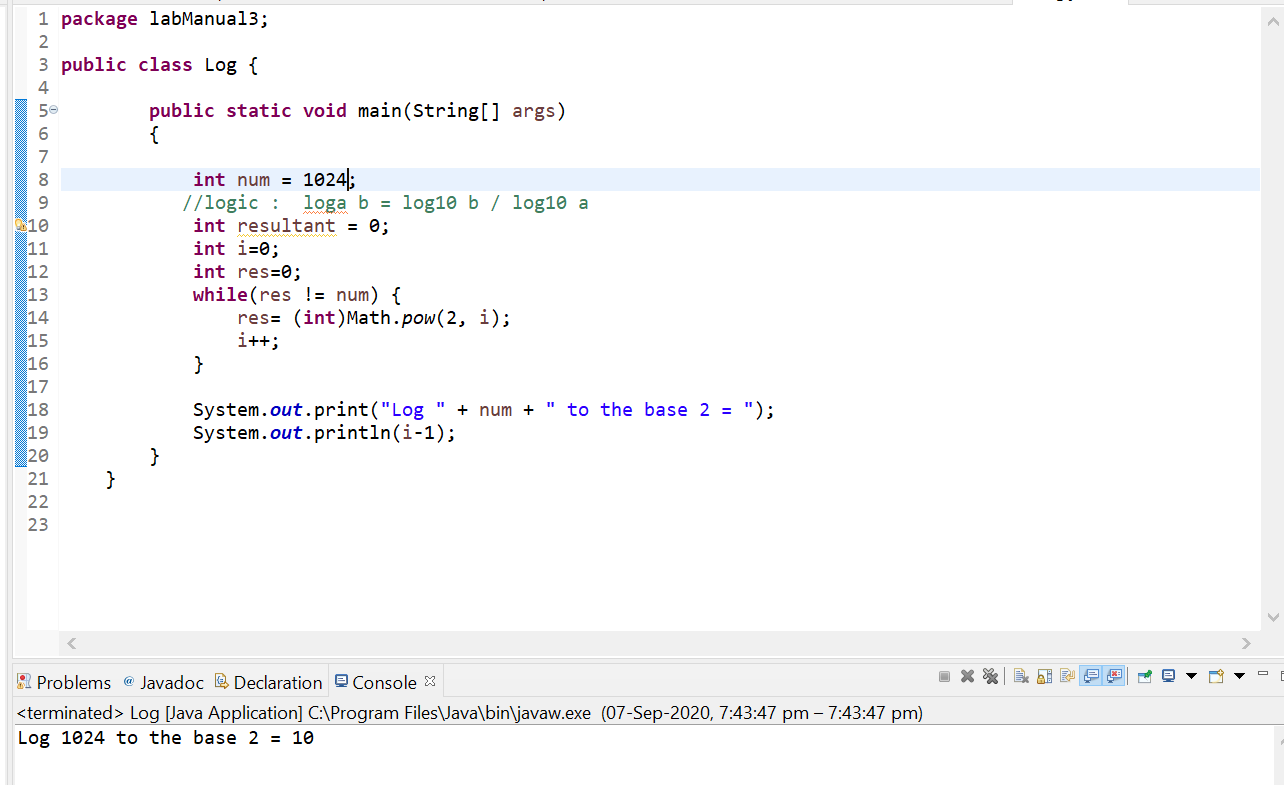 1 package labManual3;
2
3 public class Log {
4
5 public static void main(String[] args)
6 {
7
8 int num = 1024;
9 //logic :  loga b = log10 b / log10 a
10 int resultant = 0;
11 int i=0;
12 int res=0;
13 while(res != num) {
14 res= (int)Math.pow(2, i);
15 i++;
16 }
17
18 System.out.print("Log " + num + " to the base 2 = ");
19 System.out.println(i-1);
20 }
21 }
22
23
Problems @ Javadoc Declaration Console
<terminated> Log [Java Application] C:\Program Files\Java\bin\javaw.exe (07-Sep-2020, 7:43:47 pm – 7:43:47 pm)
Log 1024 to the base 2 = 10